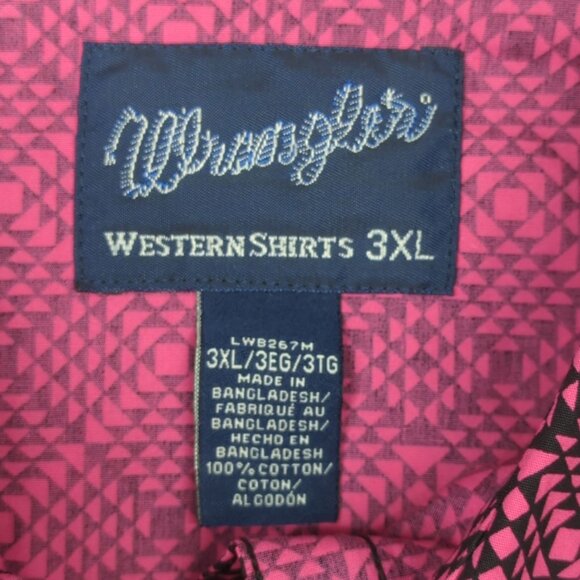 Wrangler
WESTERN SHIRTS 3XL
LWB267M
3XL/3EG/3TG
MADE IN
BANGLADESH/
FABRIQUÉ AU
BANGLADESH/
HECHO EN
BANGLADESH
100% COTTON/
COTON/
ALGODÓN